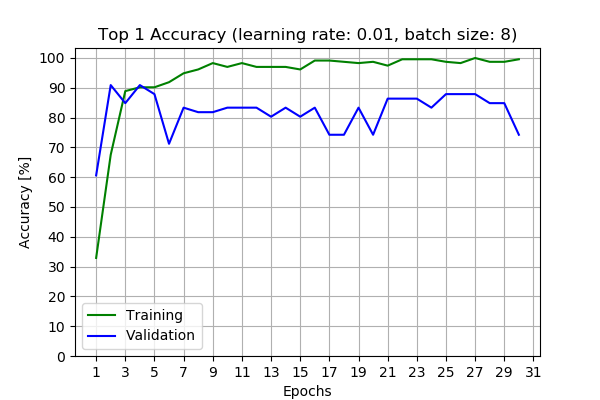 Top 1 Accuracy (learning rate: 0.01, batch size: 8)
100
90
80
70
60
50
40
30
20
10
0
Accuracy [%]
Training
Validation
1 3 5 7 9 11 13 15 17 19 21 23 25 27 29 31
Epochs